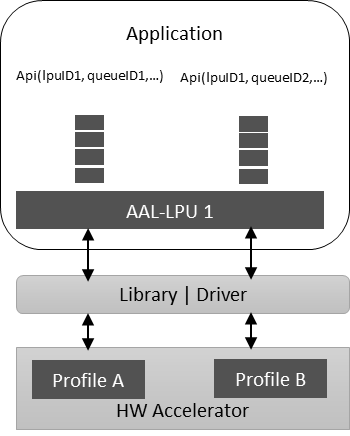 Application
Api(lpuID1, queueID1,...) Api(lpuID1, queueID2,...)
AAL-LPU 1
Library | Driver
Profile A Profile B
HW Accelerator